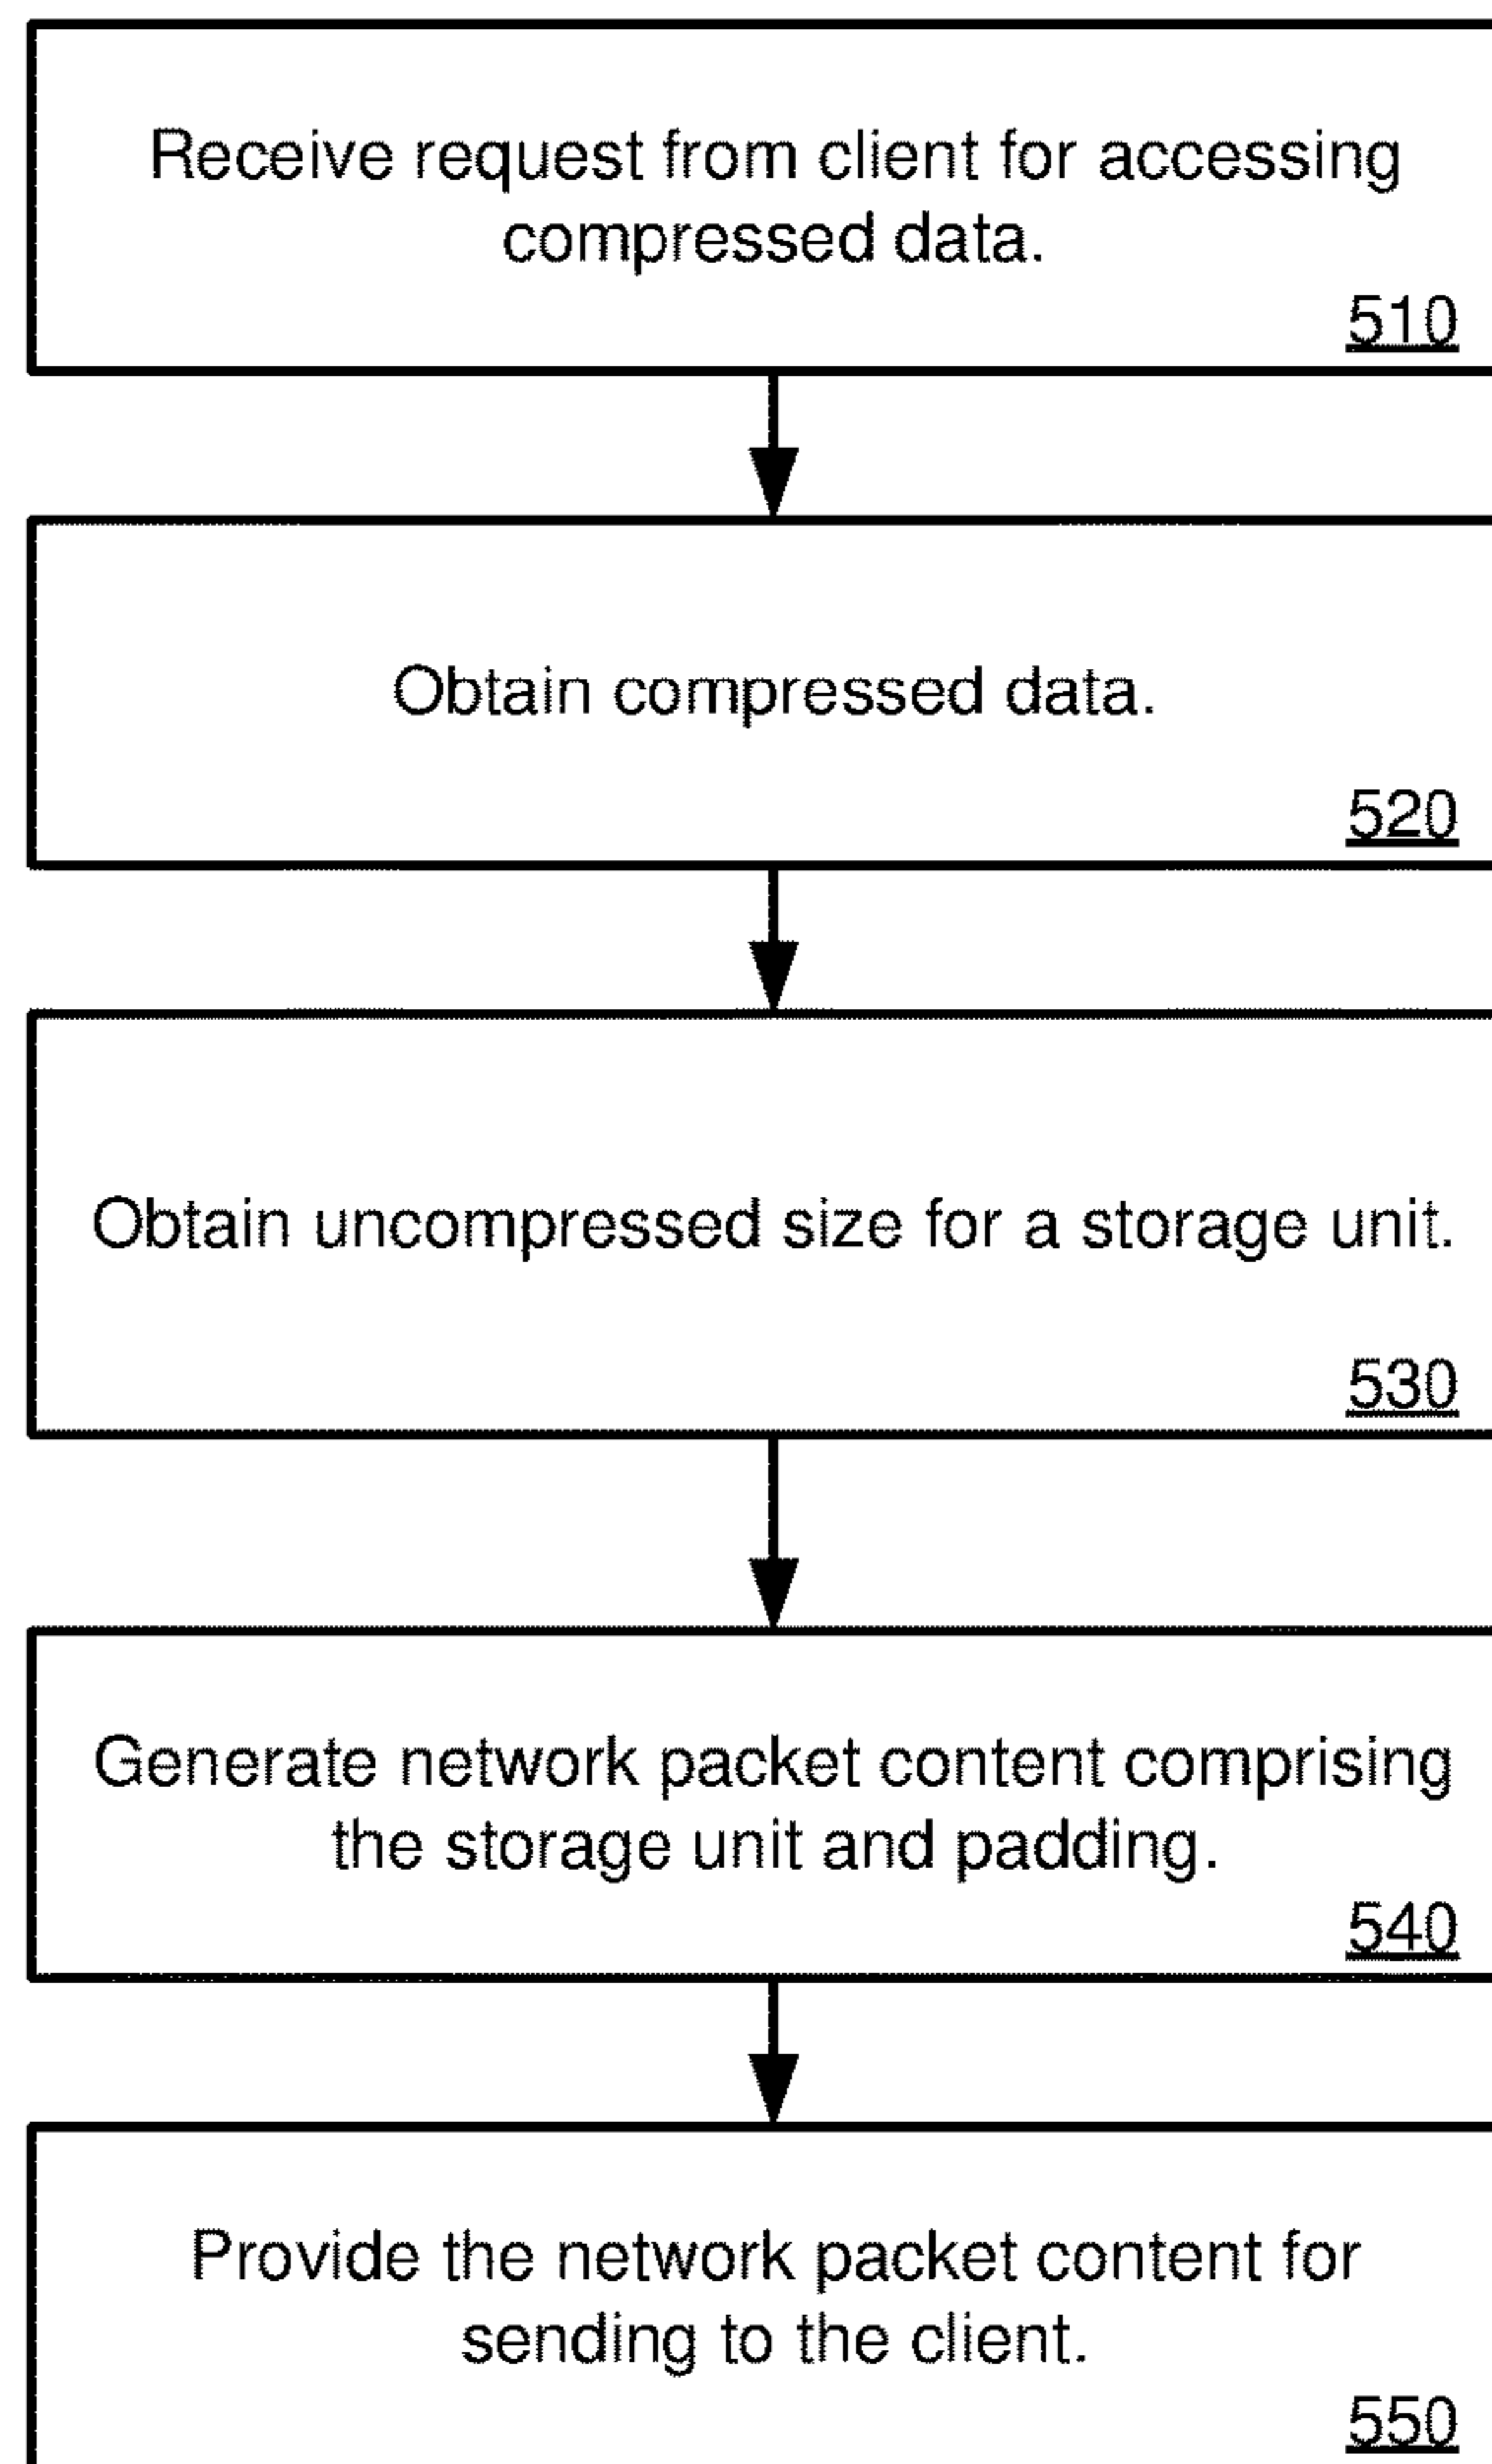 Receive request from client for accessing
compressed data.
510
Obtain compressed data.
520
Obtain uncompressed size for a storage unit.
530
Generate network packet content comprising
the storage unit and padding.
540
Provide the network packet content for
sending to the client.
550